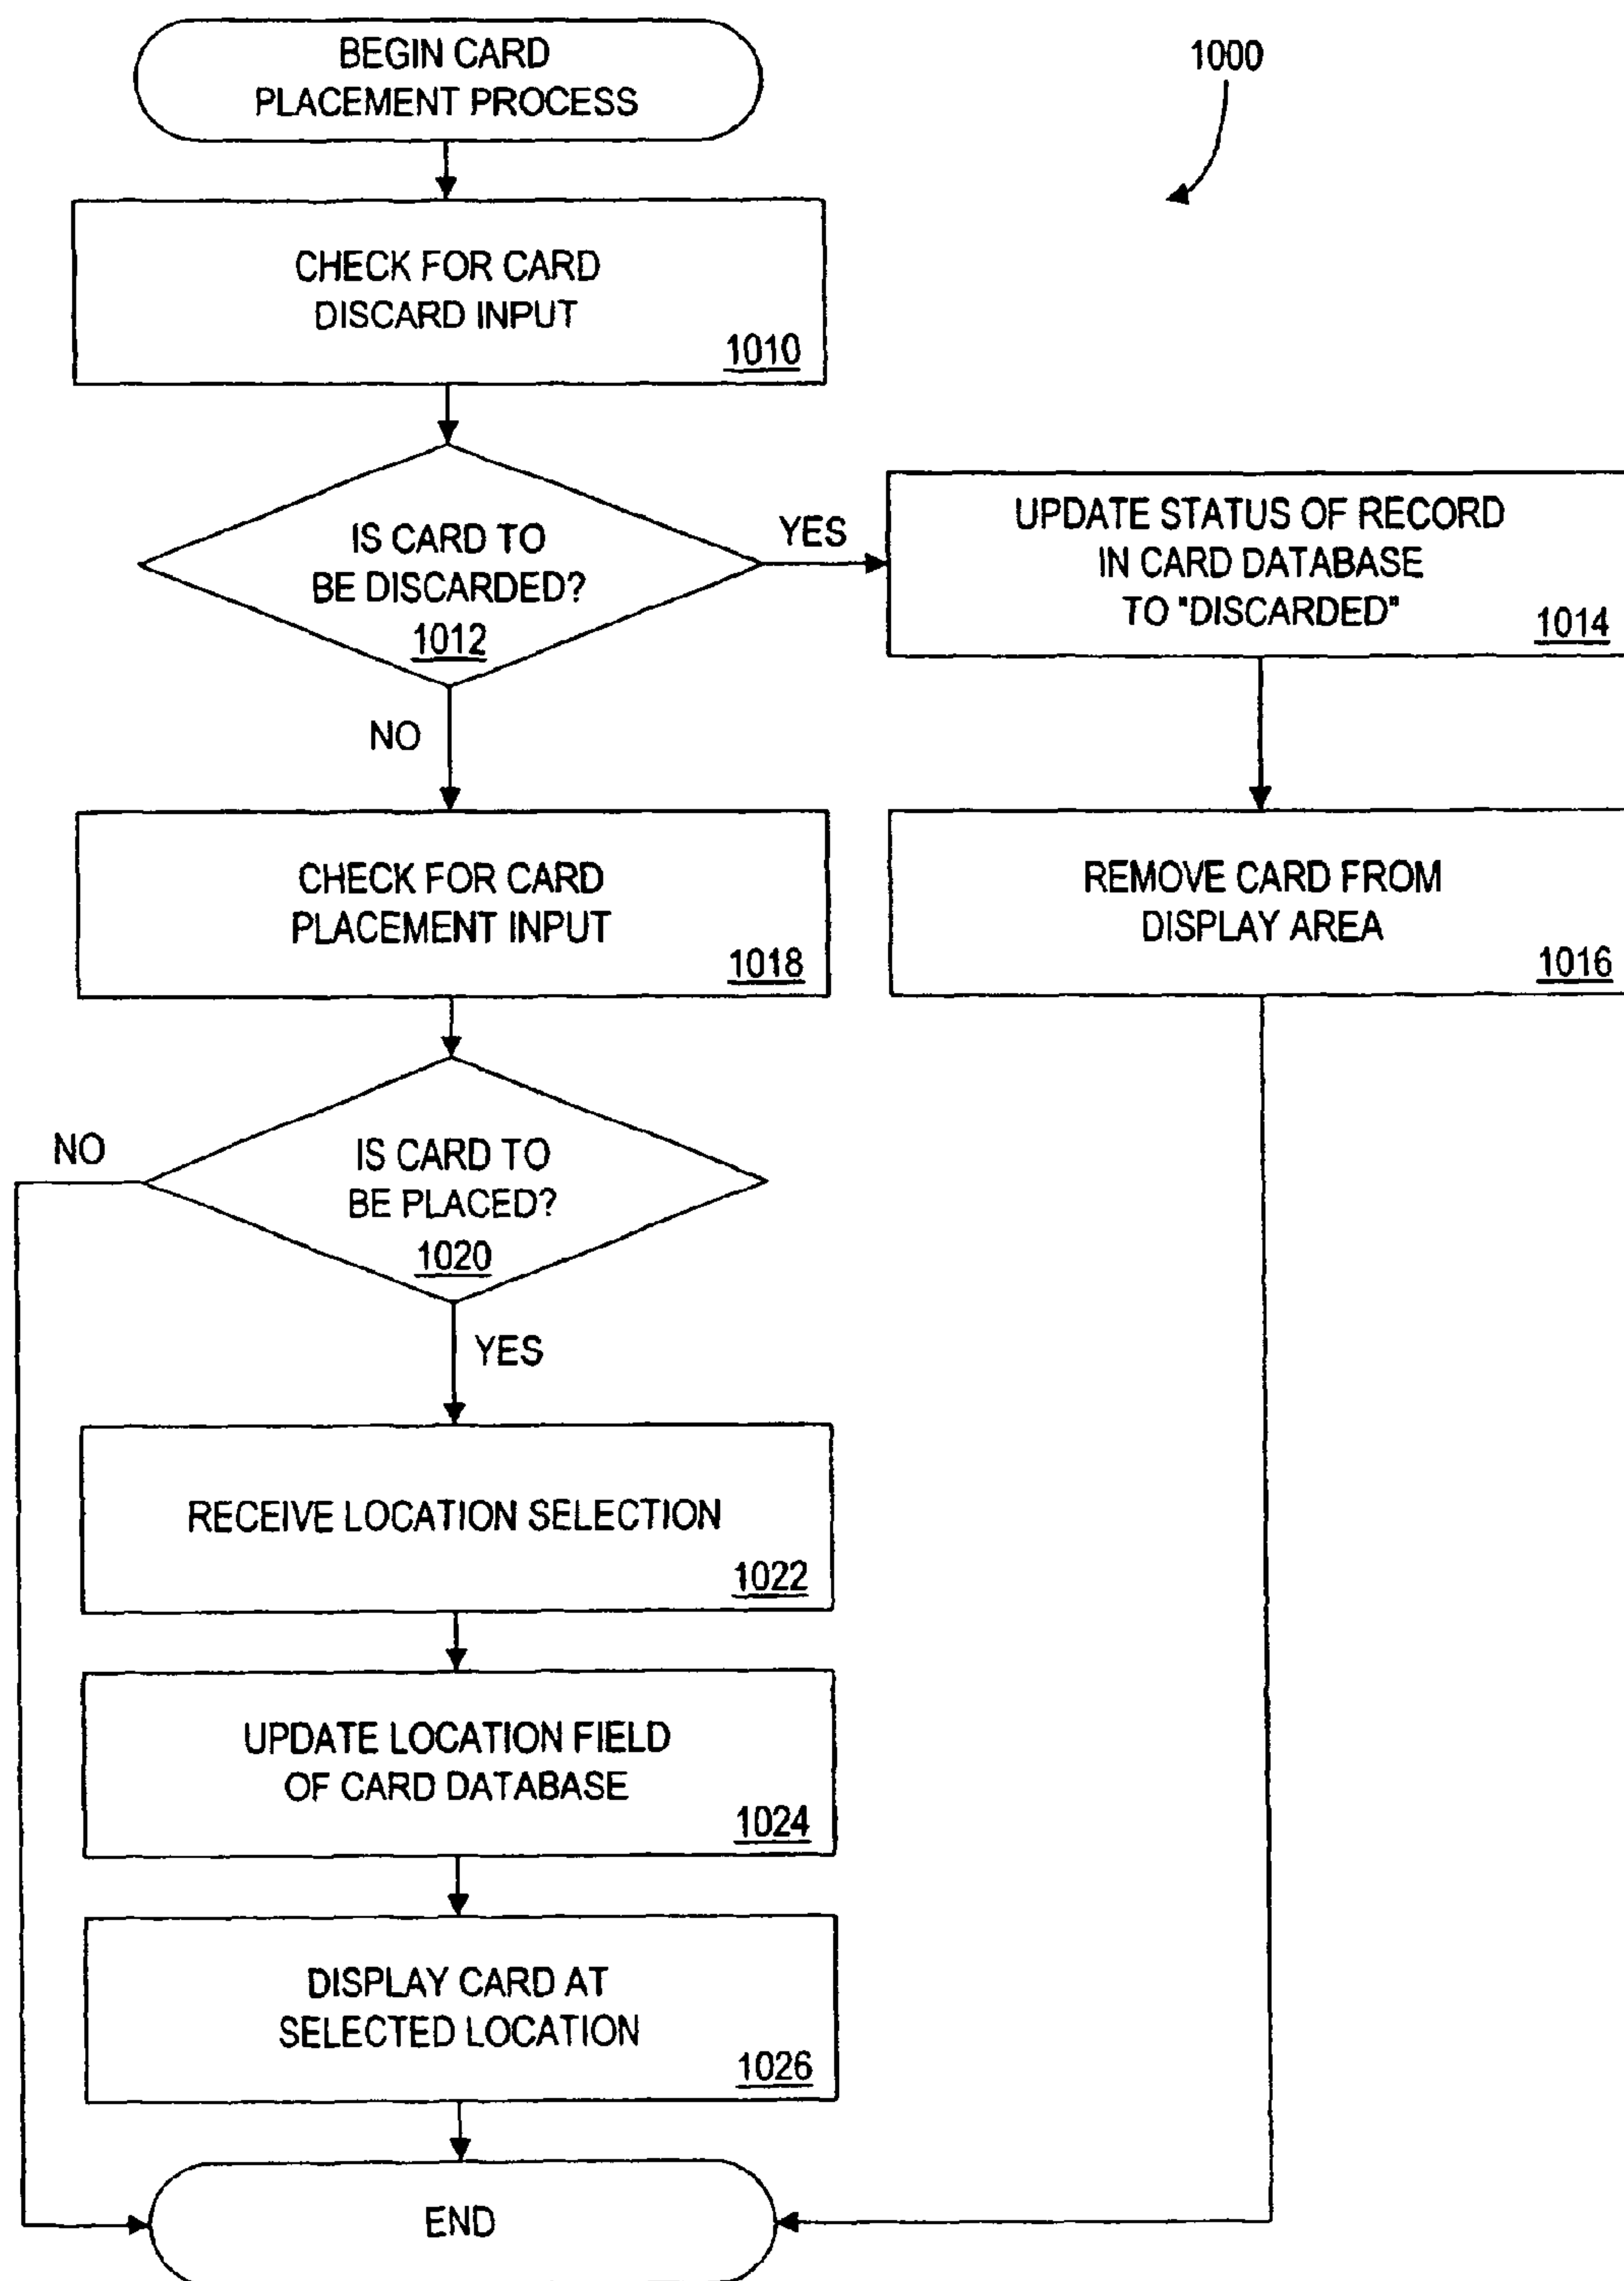 BEGIN CARD
PLACEMENT PROCESS
1000
CHECK FOR CARD
DISCARD INPUT
1010
IS CARD TO
BE DISCARDED?
1012
YES
UPDATE STATUS OF RECORD
IN CARD DATABASE
TO "DISCARDED"
1014
NO
CHECK FOR CARD
PLACEMENT INPUT
1018
REMOVE CARD FROM
DISPLAY AREA
1016
NO
IS CARD TO
BE PLACED?
1020
YES
RECEIVE LOCATION SELECTION
1022
UPDATE LOCATION FIELD
OF CARD DATABASE
1024
DISPLAY CARD AT
SELECTED LOCATION
1026
END